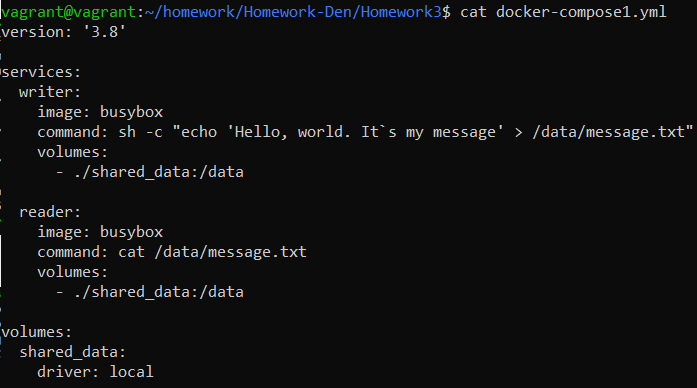 vagrant@vagrant:~/homework/Homework-Den/Homework3$ cat docker-compose1.yml
version: '3.8'
services:
  writer:
    image: busybox
    command: sh -c "echo 'Hello, world. It`s my message' > /data/message.txt"
    volumes:
      - ./shared_data:/data
  reader:
    image: busybox
    command: cat /data/message.txt
    volumes:
      - ./shared_data:/data
volumes:
  shared_data:
    driver: local